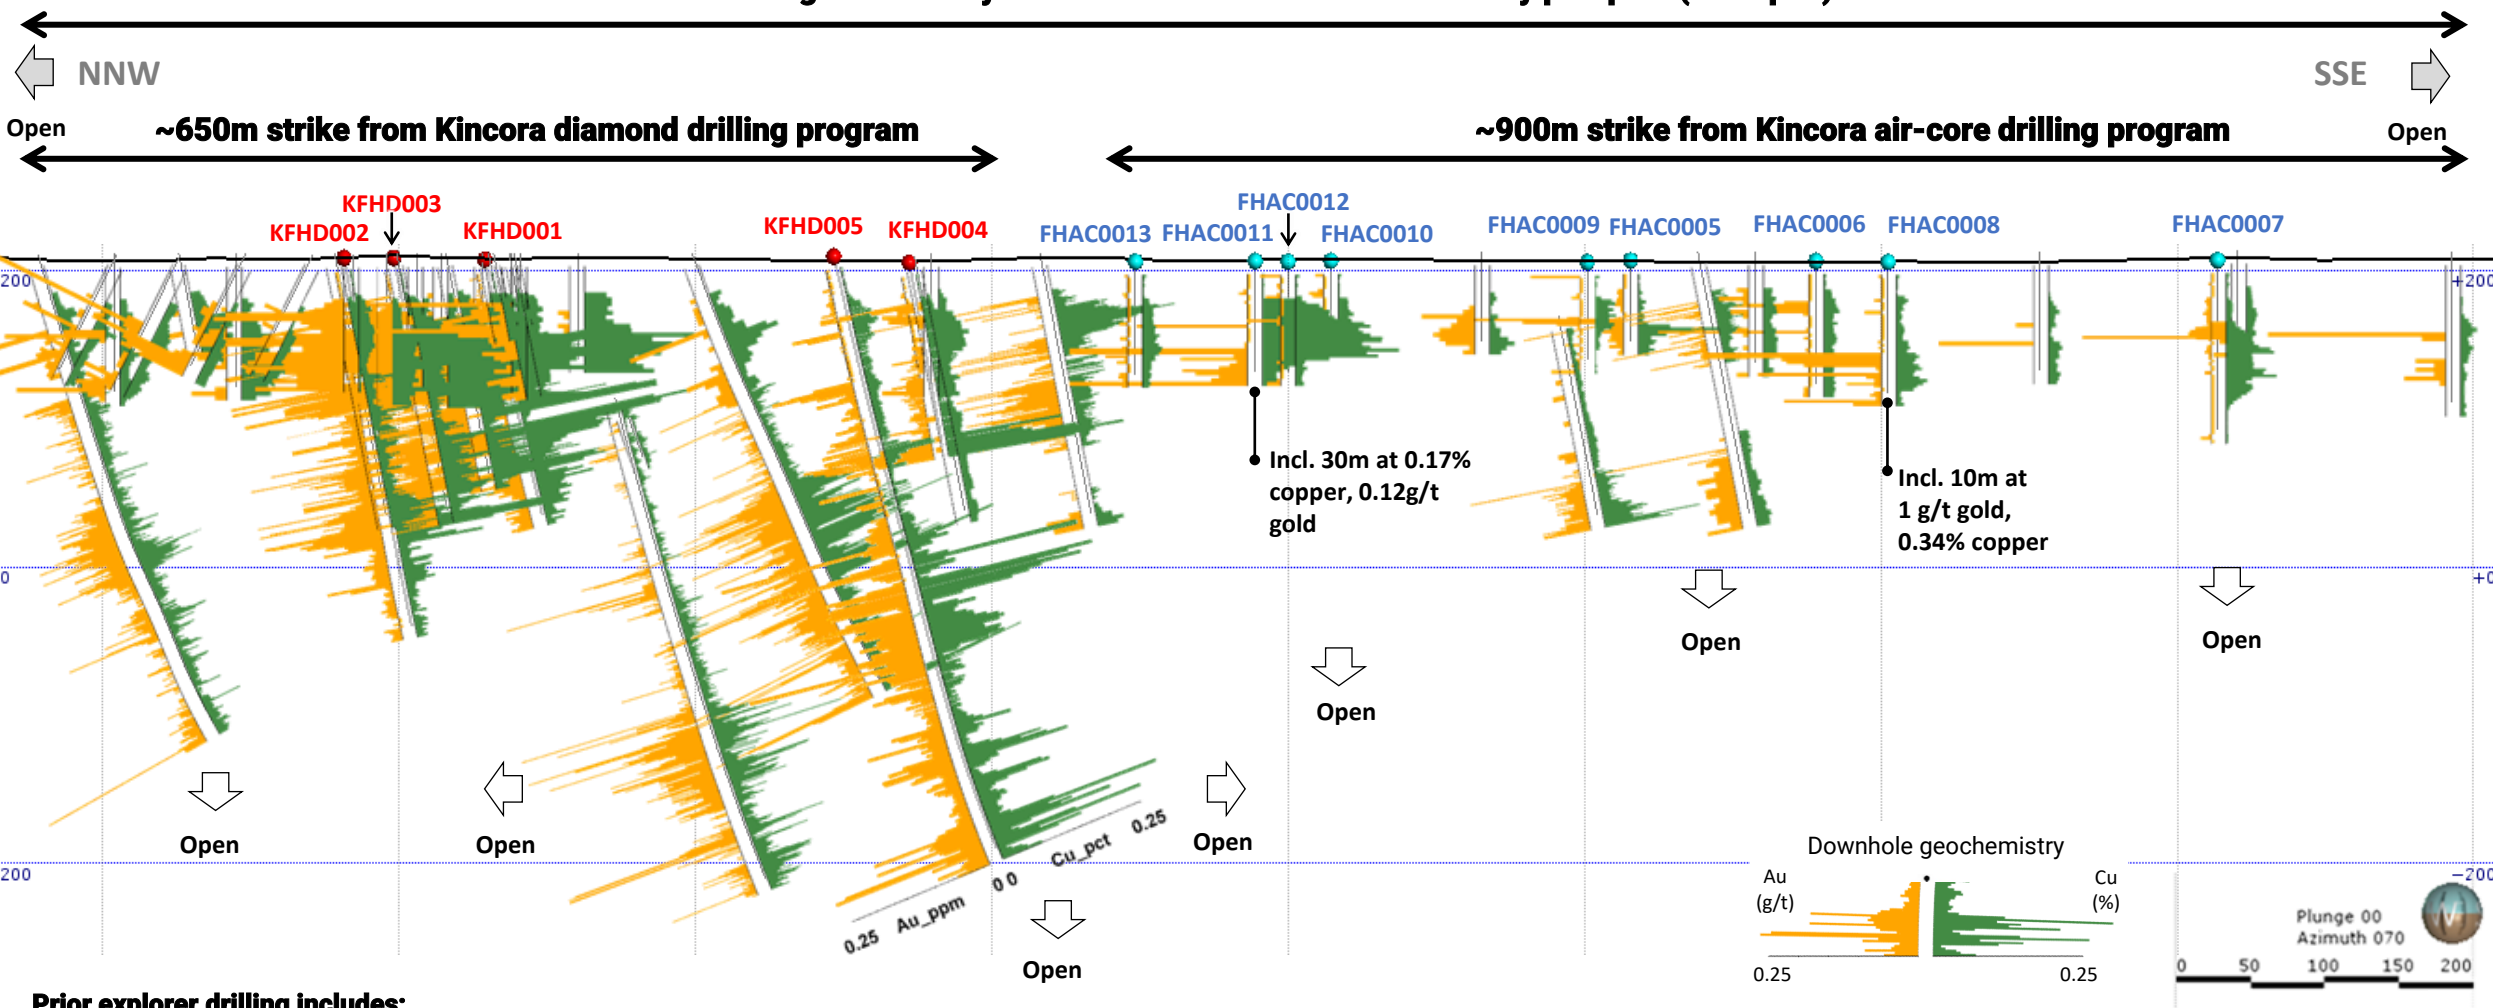 NNW
SSE
Open
~650m strike from Kincora diamond drilling program
~900m strike from Kincora air-core drilling program
Open
KFHD003
KFHD002
KFHD001
KFHD005
KFHD004
FHAC0013
FHAC0011
FHAC0012
FHAC0010
FHAC0009
FHAC0005
FHAC0006
FHAC0008
FHAC0007
200
+200
Incl. 30m at 0.17%
copper, 0.12g/t
gold
Incl. 10m at
1 g/t gold,
0.34% copper
0
+0
Open
Open
Open
Open
Open
Open
Open
200
-200
0.25 Au_ppm 0 0 Cu_pct 0.25
Downhole geochemistry
Au
(g/t)
Cu
(%)
0.25
0.25
Plunge 00
Azimuth 070
0 50 100 150 200
Prior explorer drilling includes: